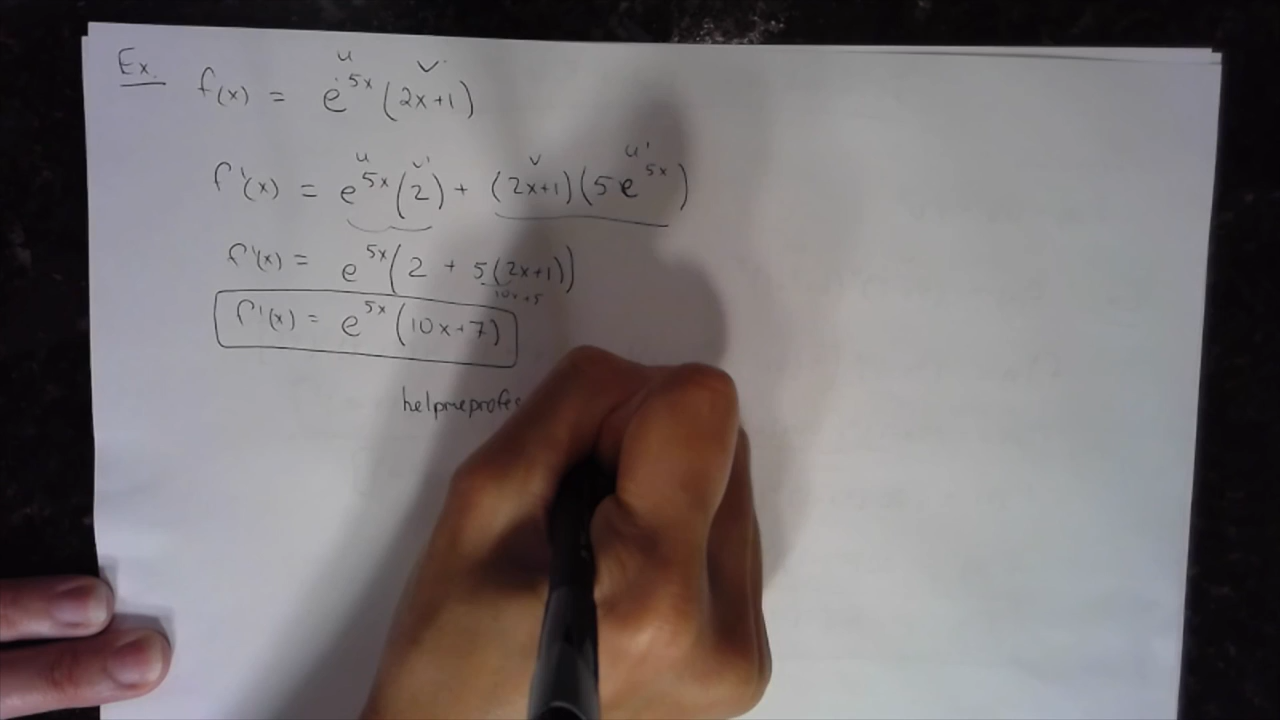 Ex. f(x) = e^5x (2x+1)
u v
f'(x) = e^5x (2) + (2x+1)(5e^5x)
u v' v u'
f'(x) = e^5x (2 + 5(2x+1))
10x+5
f'(x) = e^5x (10x+7)
helpmeprofes